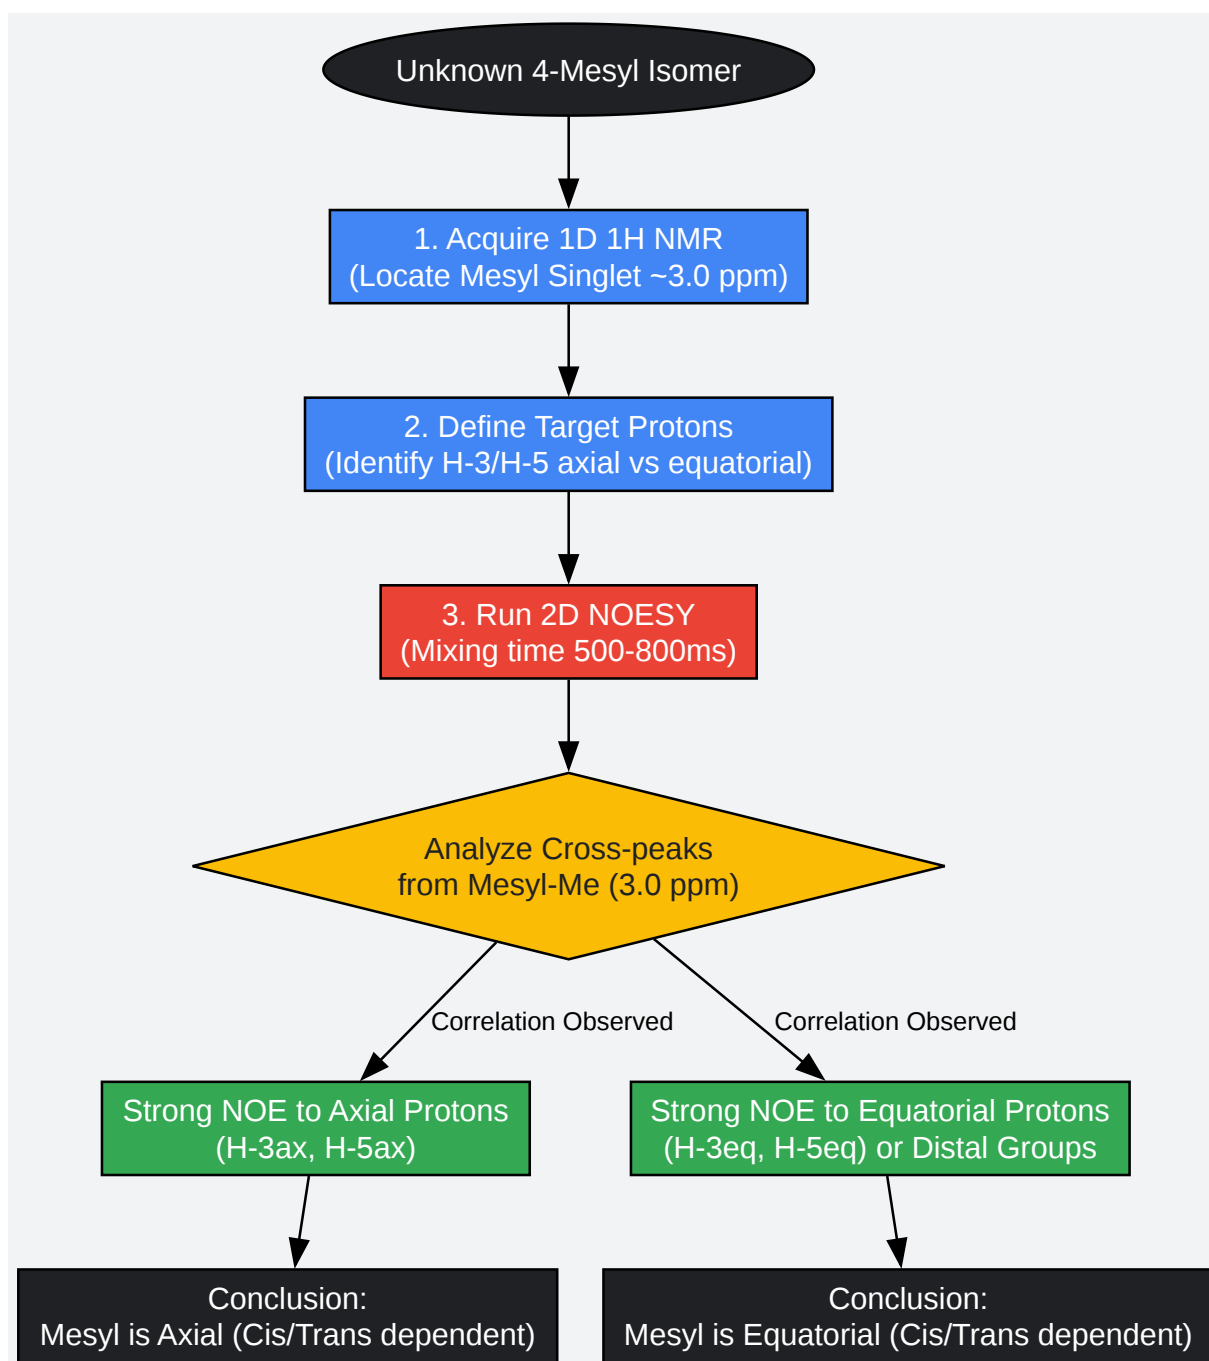 Unknown 4-Mesyl Isomer
1. Acquire 1D 1H NMR
(Locate Mesyl Singlet ~3.0 ppm)
2. Define Target Protons
(Identify H-3/H-5 axial vs equatorial)
3. Run 2D NOESY
(Mixing time 500-800ms)
Analyze Cross-peaks
from Mesyl-Me (3.0 ppm)
Correlation Observed
Correlation Observed
Strong NOE to Axial Protons
(H-3ax, H-5ax)
Strong NOE to Equatorial Protons
(H-3eq, H-5eq) or Distal Groups
Conclusion:
Mesyl is Axial (Cis/Trans dependent)
Conclusion:
Mesyl is Equatorial (Cis/Trans dependent)